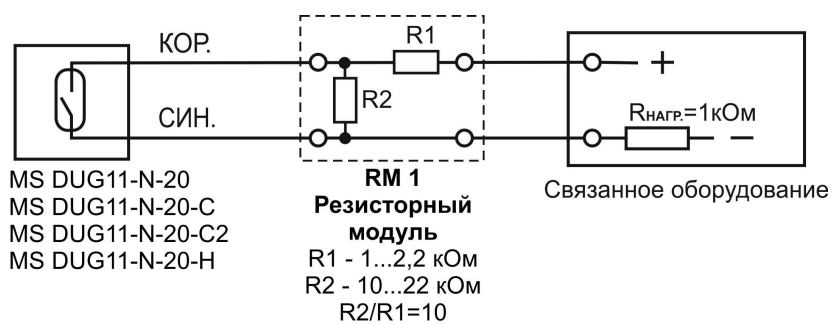 КОР.
СИН.
R1
R2
+
Rнагр.=1кОм
MS DUG11-N-20
MS DUG11-N-20-C
MS DUG11-N-20-C2
MS DUG11-N-20-H
RM 1
Резисторный
модуль
R1 - 1...2,2 кОм
R2 - 10...22 кОм
R2/R1=10
Связанное оборудование